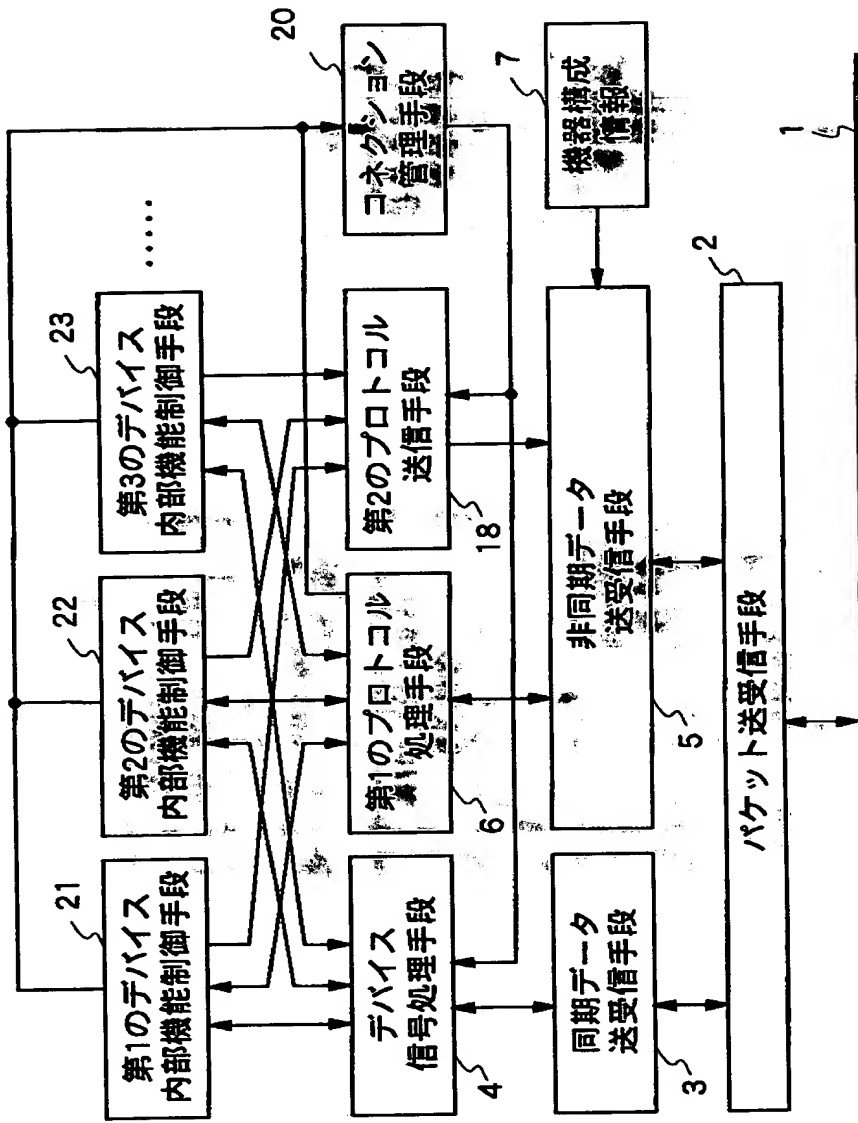 21
第1のデバイス
内部機能制御手段
22
第2のデバイス
内部機能制御手段
23
第3のデバイス
内部機能制御手段
.....
デバイス
信号処理手段
4
第1のプロトコル
処理手段
6
第2のプロトコル
送信手段
18
20
コネクション
管理手段
同期データ
送受信手段
3
非同期データ
送受信手段
5
7
機器構成
情報
パケット送受信手段
2
1